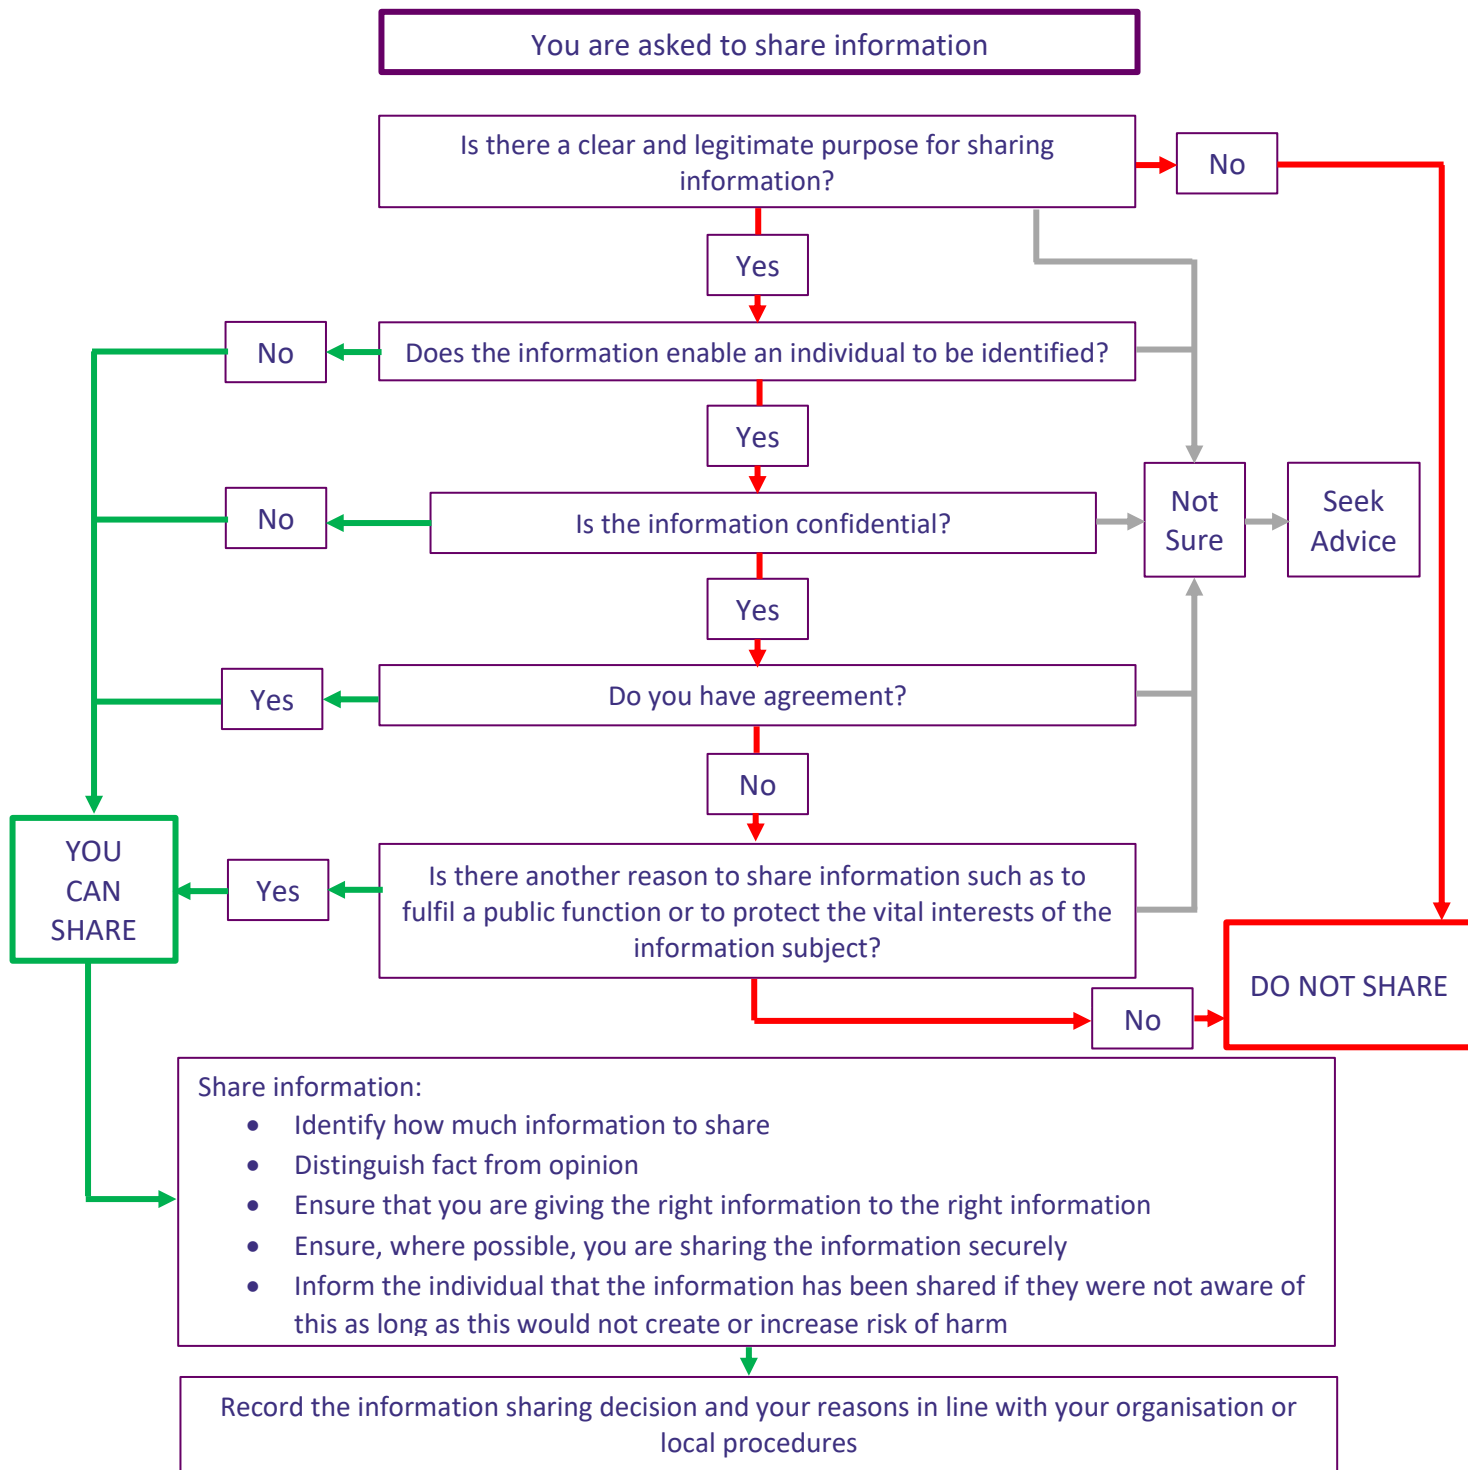 You are asked to share information
Is there a clear and legitimate purpose for sharing
information?
No
Yes
No
Does the information enable an individual to be identified?
Yes
No
Is the information confidential?
Not
Sure
Seek
Advice
Yes
Yes
Do you have agreement?
No
YOU
CAN
SHARE
Yes
Is there another reason to share information such as to
fulfil a public function or to protect the vital interests of the
information subject?
DO NOT SHARE
No
Share information:
• Identify how much information to share
• Distinguish fact from opinion
• Ensure that you are giving the right information to the right information
• Ensure, where possible, you are sharing the information securely
• Inform the individual that the information has been shared if they were not aware of
this as long as this would not create or increase risk of harm
Record the information sharing decision and your reasons in line with your organisation or
local procedures